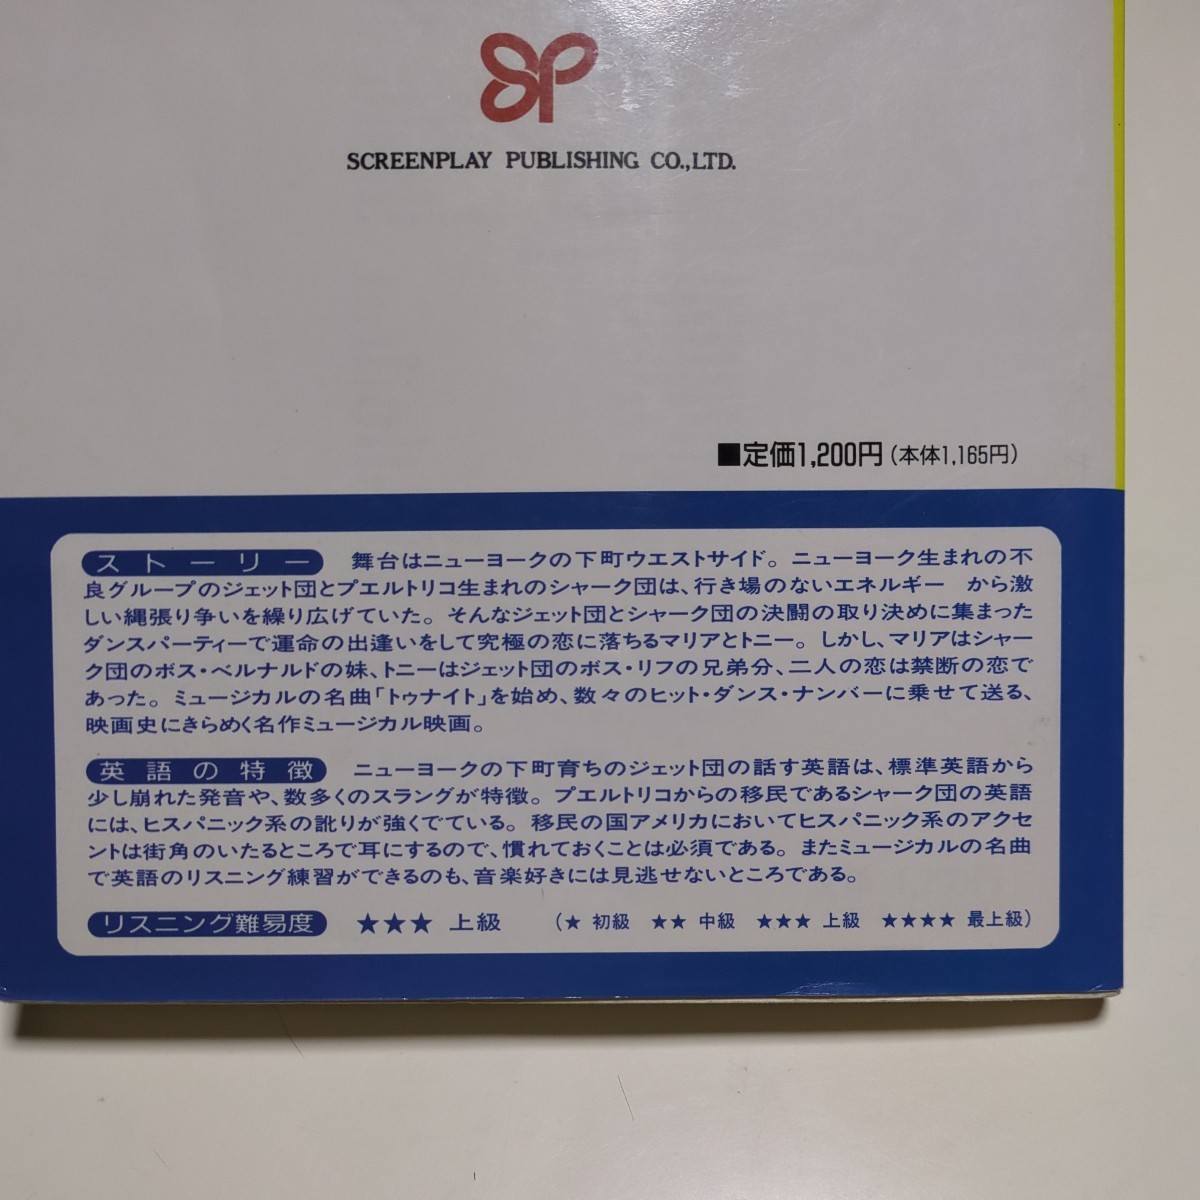 SP
SCREENPLAY PUBLISHING CO.,LTD.
■定価1,200円（本体1,165円）
ストーリー　舞台はニューヨークの下町ウエストサイド。ニューヨーク生まれの不
良グループのジェット団とプエルトリコ生まれのシャーク団は、行き場のないエネルギー　から激
しい縄張り争いを繰り広げていた。そんなジェット団とシャーク団の決闘の取り決めに集まった
ダンスパーティーで運命の出逢いをして究極の恋に落ちるマリアとトニー。しかし、マリアはシャー
ク団のボス・ベルナルドの妹、トニーはジェット団のボス・リフの兄弟分、二人の恋は禁断の恋で
あった。ミュージカルの名曲「トゥナイト」を始め、数々のヒット・ダンス・ナンバーに乗せて送る、
映画史にきらめく名作ミュージカル映画。
英語の特徴　ニューヨークの下町育ちのジェット団の話す英語は、標準英語から
少し崩れた発音や、数多くのスラングが特徴。プエルトリコからの移民であるシャーク団の英語
には、ヒスパニック系の訛りが強くでている。移民の国アメリカにおいてヒスパニック系のアクセ
ントは街角のいたるところで耳にするので、慣れておくことは必須である。またミュージカルの名曲
で英語のリスニング練習ができるのも、音楽好きには見逃せないところである。
リスニング難易度　★★★ 上級　（★ 初級　★★ 中級　★★★ 上級　★★★★ 最上級）